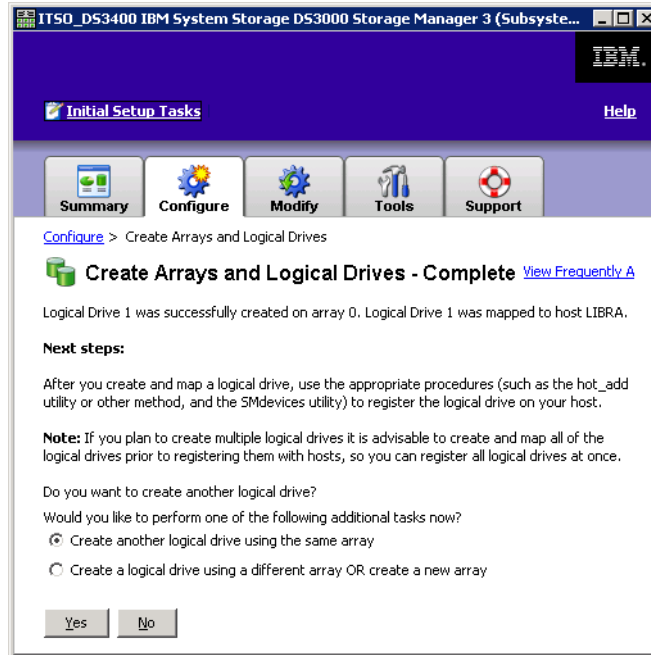 ITSO_DS3400 IBM System Storage DS3000 Storage Manager 3 (Subsyste...
IBM.
Initial Setup Tasks
Help
Summary
Configure
Modify
Tools
Support
Configure > Create Arrays and Logical Drives
Create Arrays and Logical Drives - Complete View Frequently A
Logical Drive 1 was successfully created on array 0. Logical Drive 1 was mapped to host LIBRA.
Next steps:
After you create and map a logical drive, use the appropriate procedures (such as the hot_add
utility or other method, and the SMdevices utility) to register the logical drive on your host.
Note: If you plan to create multiple logical drives it is advisable to create and map all of the
logical drives prior to registering them with hosts, so you can register all logical drives at once.
Do you want to create another logical drive?
Would you like to perform one of the following additional tasks now?
Create another logical drive using the same array
Create a logical drive using a different array OR create a new array
Yes
No